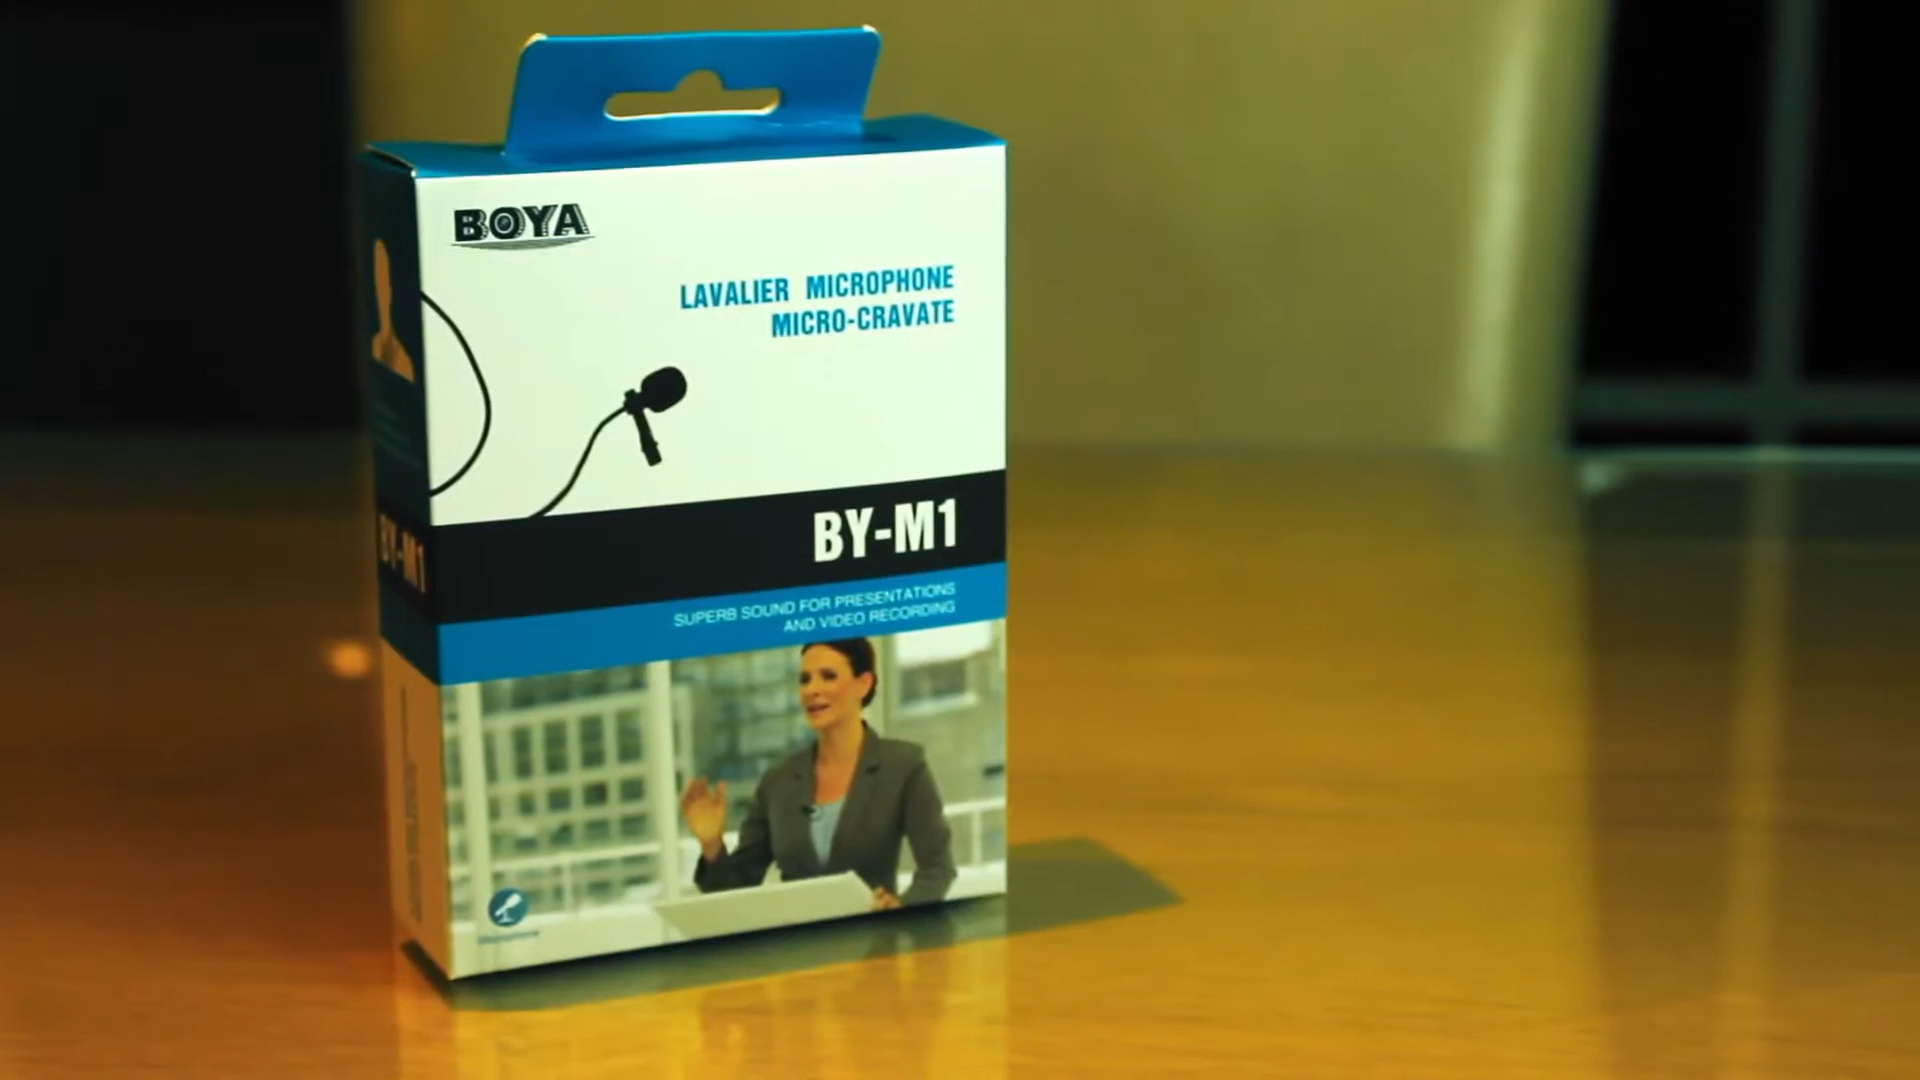 BOYA
LAVALIER MICROPHONE
MICRO-CRAVATE
BY-M1
BY-M1
SUPERB SOUND FOR PRESENTATIONS
AND VIDEO RECORDING